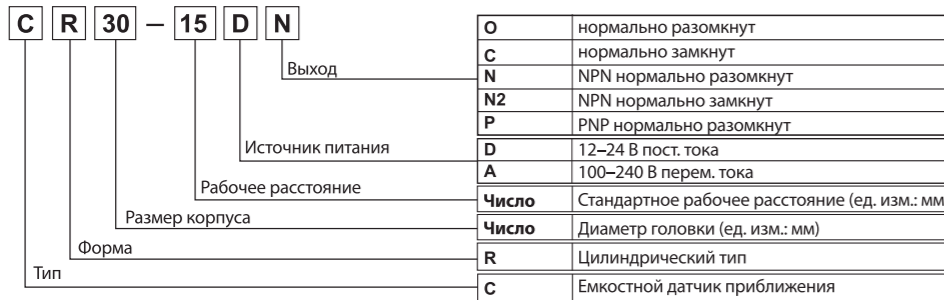 C R 30 – 15 D N
Выход
Источник питания
Рабочее расстояние
Размер корпуса
Форма
Тип
O нормально разомкнут
C нормально замкнут
N NPN нормально разомкнут
N2 NPN нормально замкнут
P PNP нормально разомкнут
D 12–24 В пост. тока
A 100–240 В перем. тока
Число Стандартное рабочее расстояние (ед. изм.: мм
Число Диаметр головки (ед. изм.: мм)
R Цилиндрический тип
C Емкостной датчик приближения